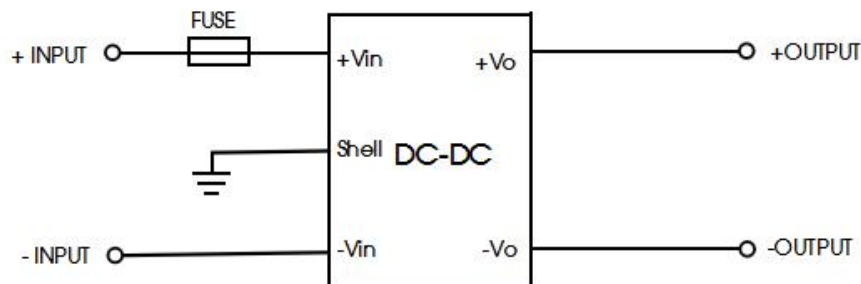 FUSE
+ INPUT
+Vin
+Vo
+OUTPUT
Shell
DC-DC
- INPUT
-Vin
-Vo
-OUTPUT